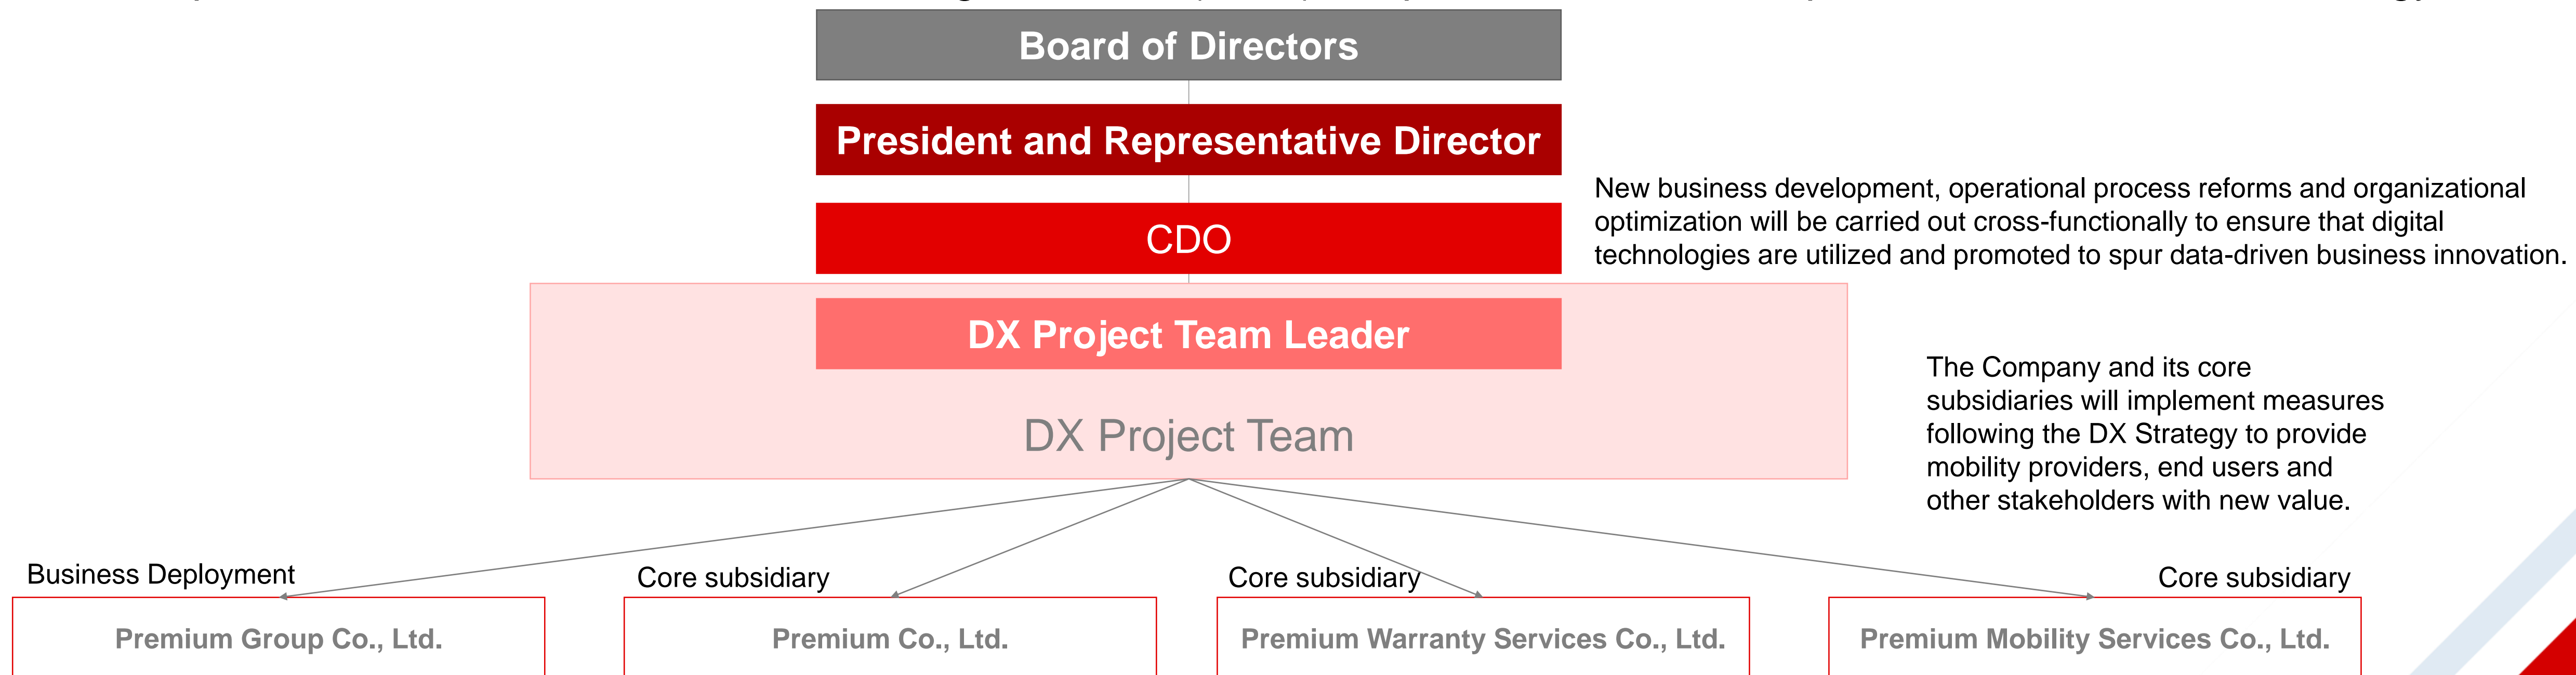 Board of Directors
President and Representative Director
CDO
New business development, operational process reforms and organizational
optimization will be carried out cross-functionally to ensure that digital
technologies are utilized and promoted to spur data-driven business innovation.
DX Project Team Leader
DX Project Team
The Company and its core
subsidiaries will implement measures
following the DX Strategy to provide
mobility providers, end users and
other stakeholders with new value.
Business Deployment
Core subsidiary
Core subsidiary
Core subsidiary
Premium Group Co., Ltd.
Premium Co., Ltd.
Premium Warranty Services Co., Ltd.
Premium Mobility Services Co., Ltd.